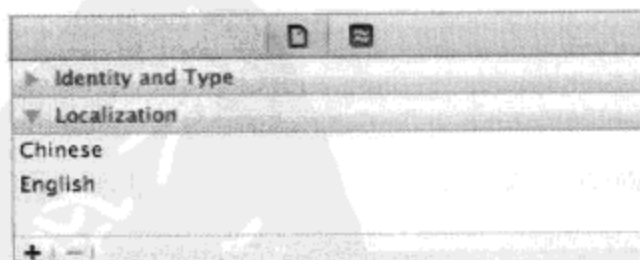 Identity and Type
Localization
Chinese
English
+ −